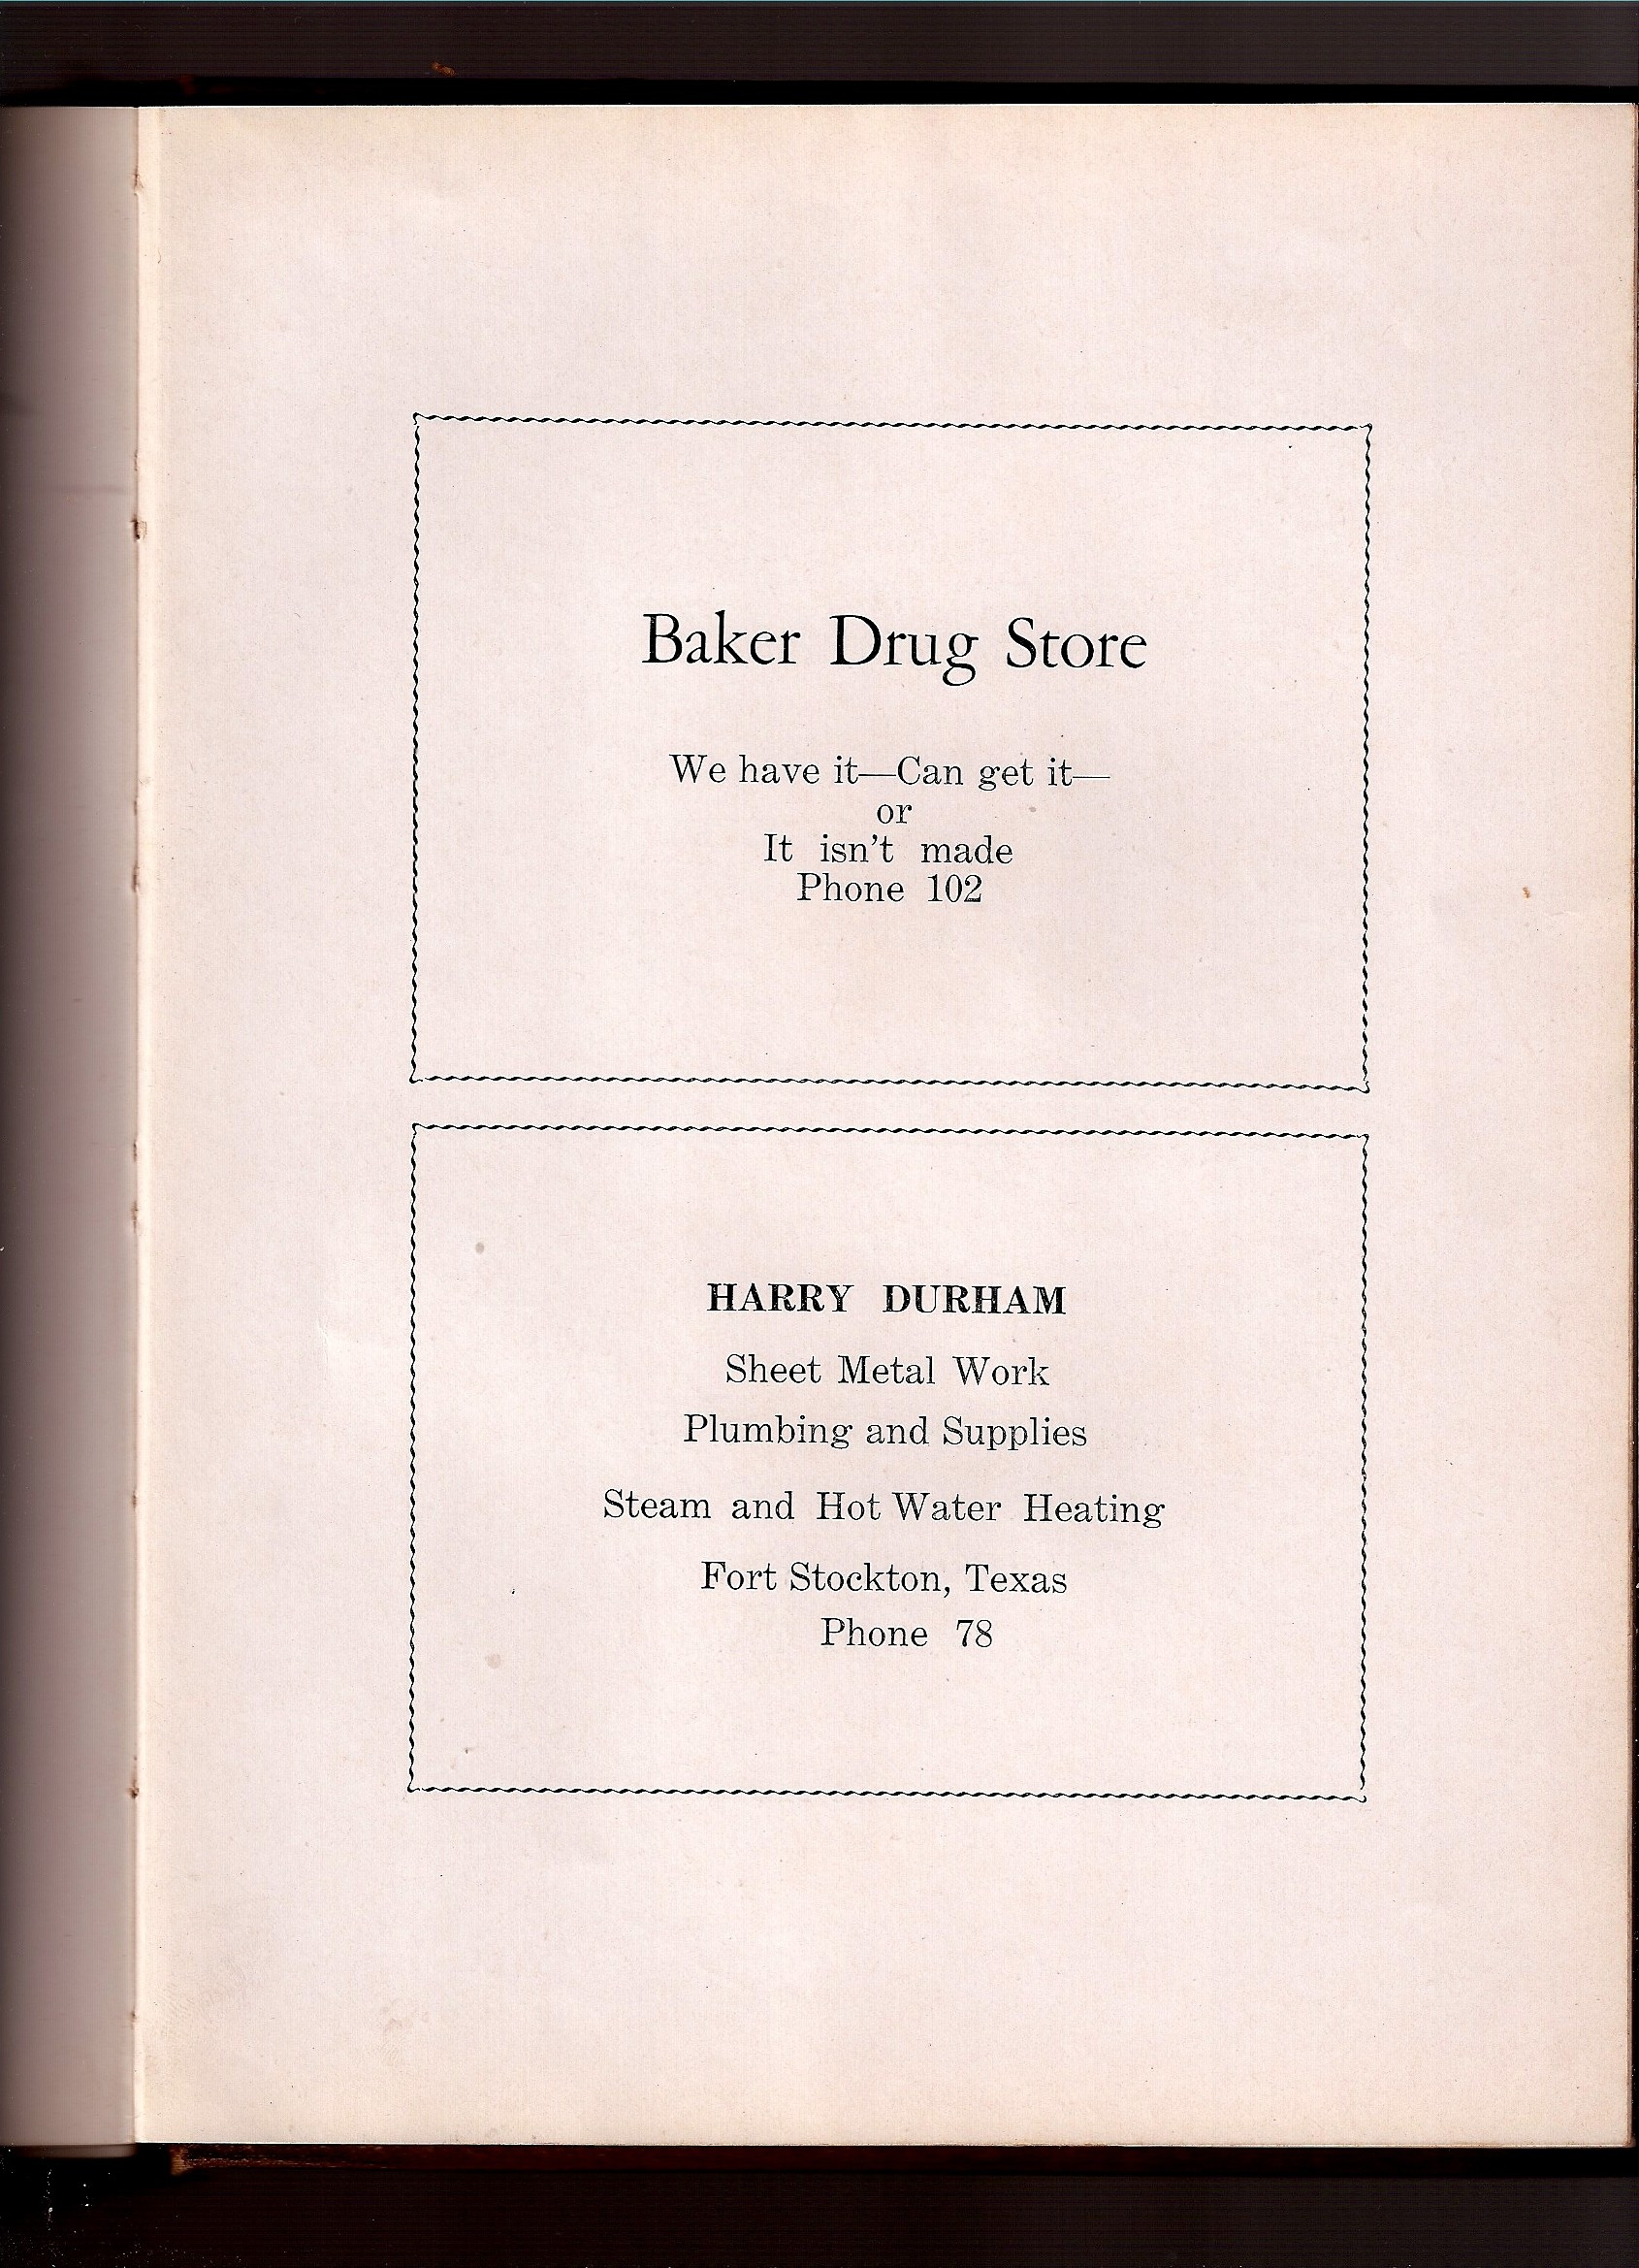 Baker Drug Store
We have it—Can get it—
or
It isn't made
Phone 102
HARRY DURHAM
Sheet Metal Work
Plumbing and Supplies
Steam and Hot Water Heating
Fort Stockton, Texas
Phone 78